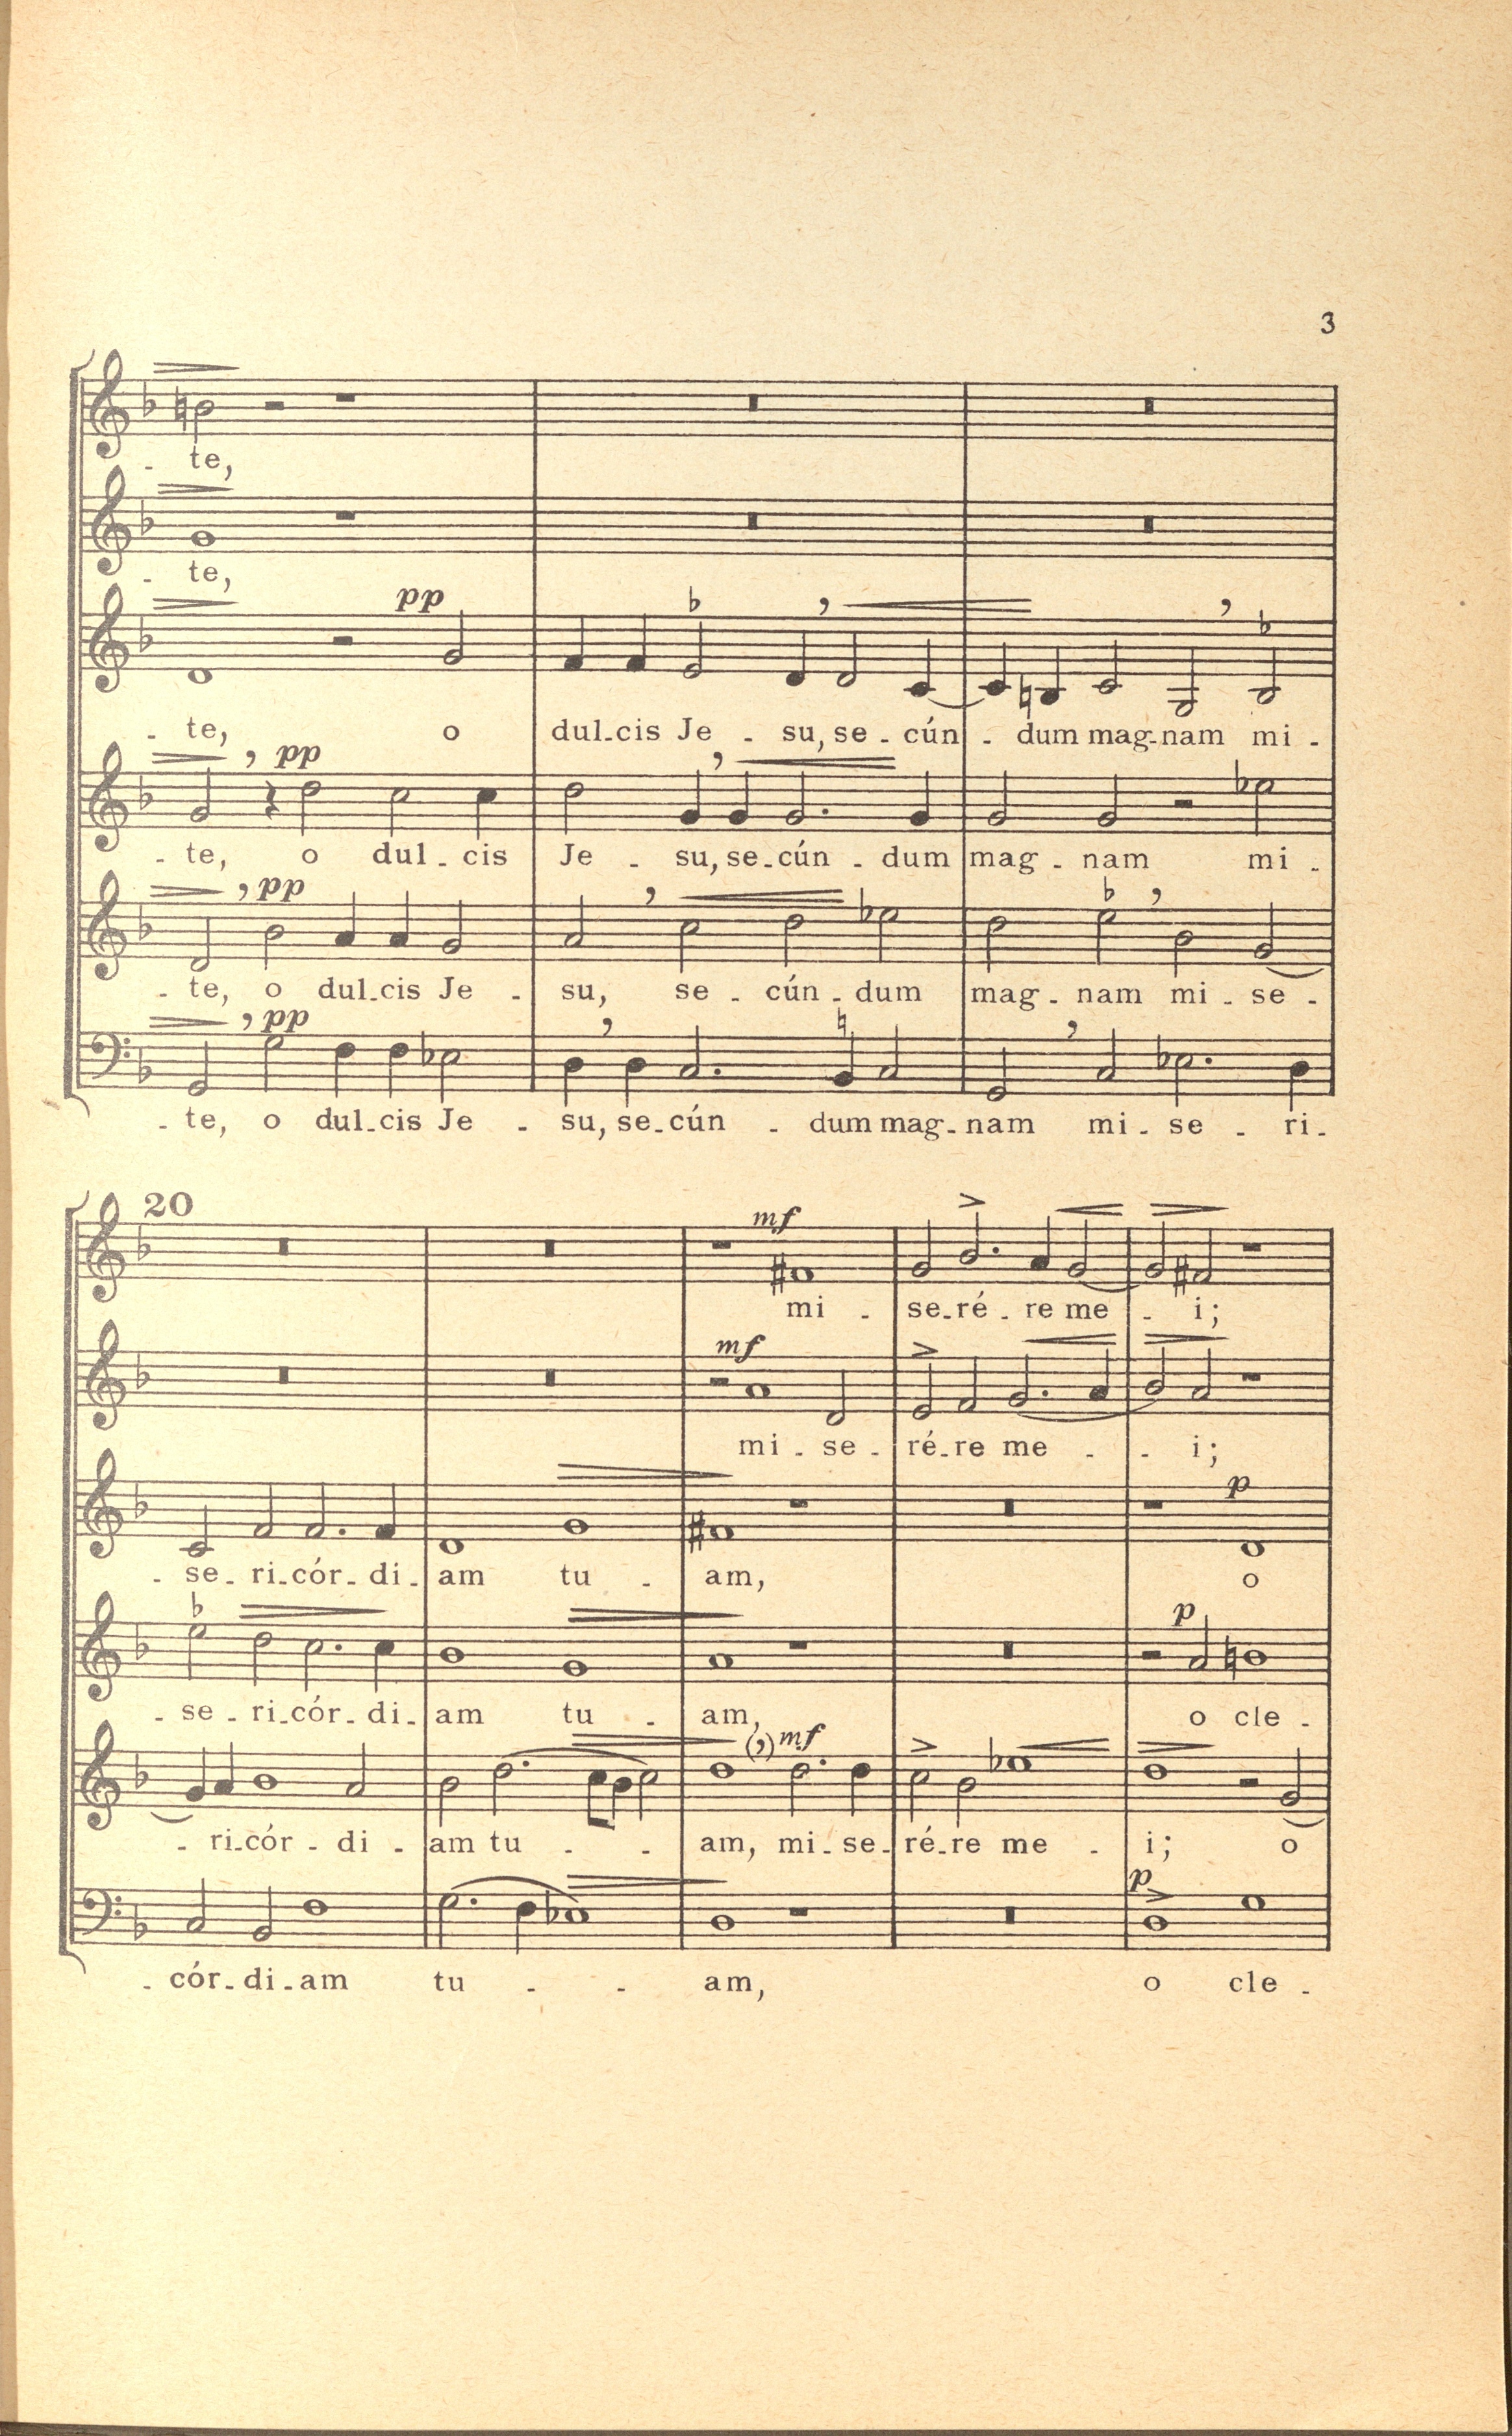 3
te,
te,
pp
- te, o dul-cis Je - su, se - cún - dum mag-nam mi -
pp
- te, o dul - cis Je - su, se-cún - dum mag - nam mi -
pp
- te, o dul-cis Je - su, se - cún - dum mag - nam mi - se -
pp
- te, o dul-cis Je - su, se-cún - dum mag-nam mi - se - ri -
20
mf
mi - se-ré - re me - i;
mf
mi - se - ré-re me - - i;
p
- se - ri-cór - di - am tu - am, o
p
- se - ri-cór - di - am tu - am, o cle -
(,) mf
- ri-cór - di - am tu - - am, mi - se - ré-re me - i; o
p
- cór - di - am tu - - am, o cle -